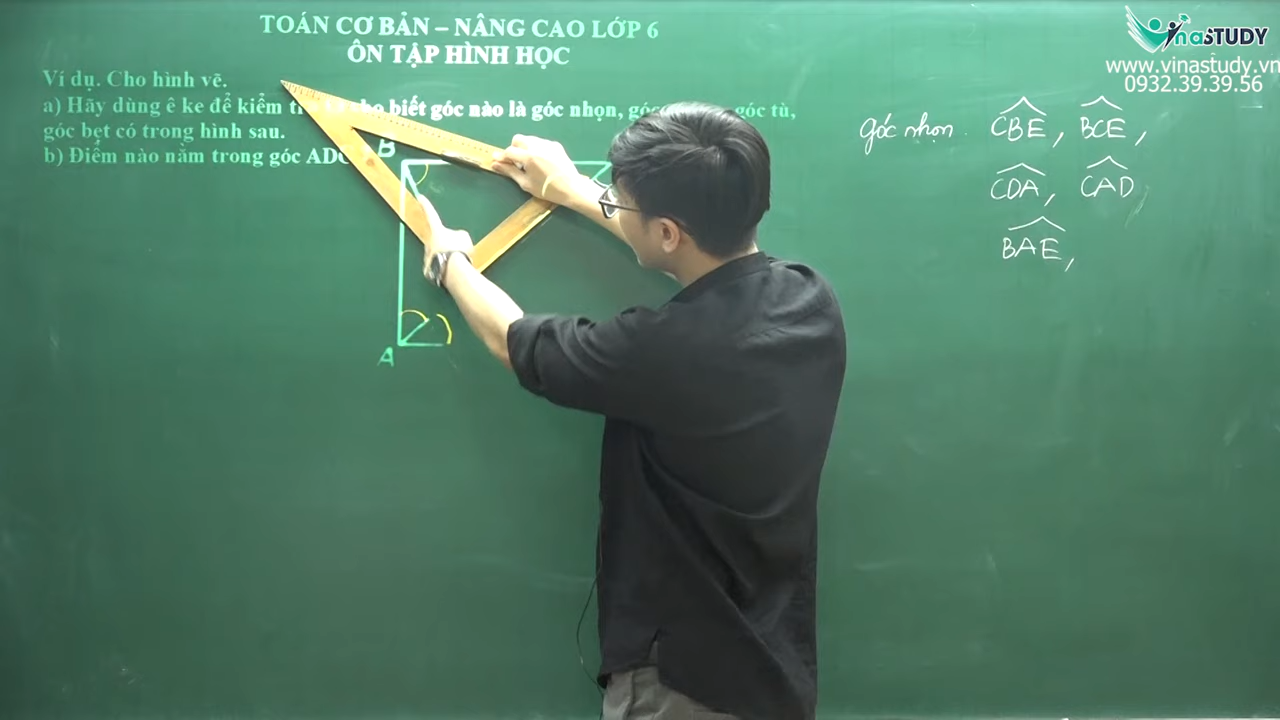 TOÁN CƠ BẢN – NÂNG CAO LỚP 6
ÔN TẬP HÌNH HỌC
Ví dụ. Cho hình vẽ.
a) Hãy dùng ê ke để kiểm cho biết góc nào là góc nhọn, góc tù,
góc bẹt có trong hình sau.
b) Điểm nào nằm trong góc ADC
B
A
góc nhọn. CBE, BCE,
CDA, CAD
BAE,
VinaSTUDY
www.vinastudy.vn
0932.39.39.56